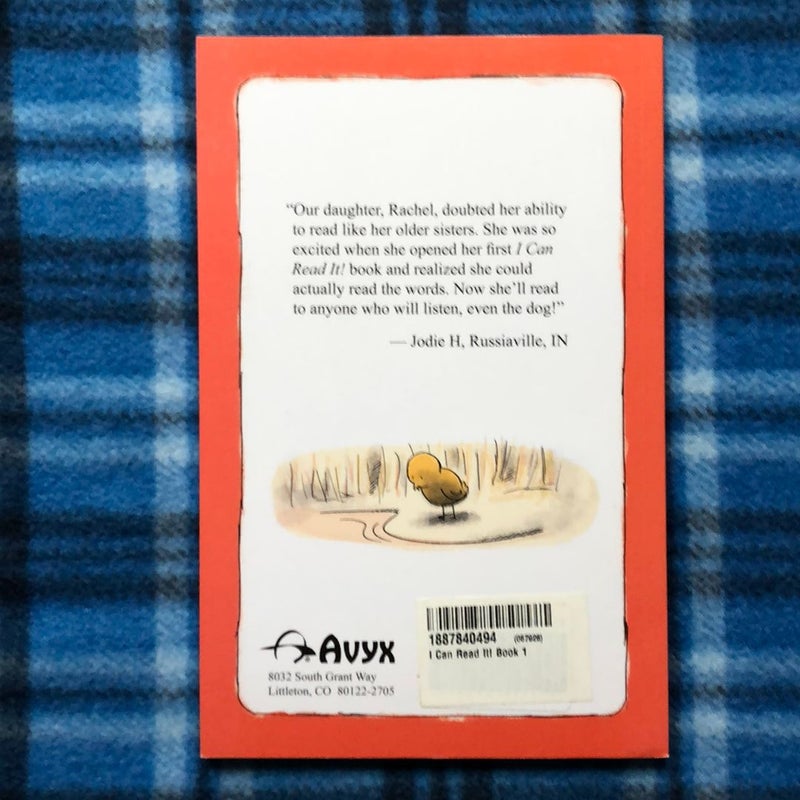 “Our daughter, Rachel, doubted her ability
to read like her older sisters. She was so
excited when she opened her first I Can
Read It! book and realized she could
actually read the words. Now she’ll read
to anyone who will listen, even the dog!”
— Jodie H, Russiaville, IN
AVYX
8032 South Grant Way
Littleton, CO 80122-2705
1887840494 (067926)
I Can Read It! Book 1